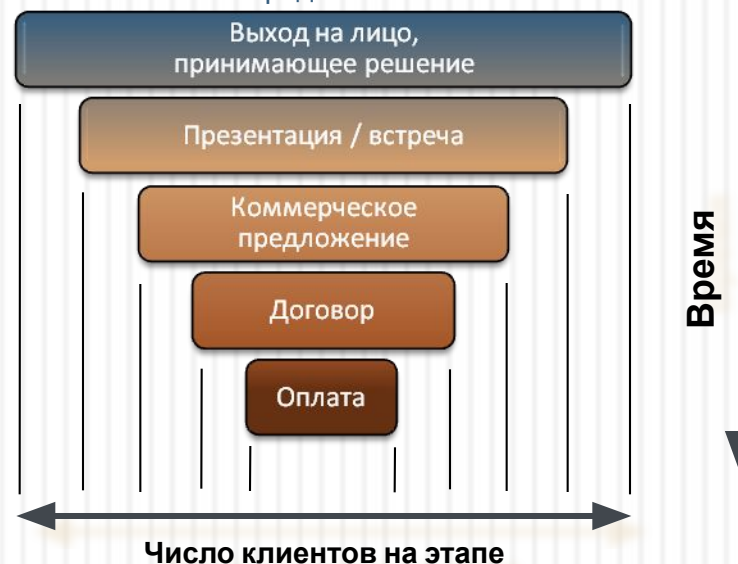 Выход на лицо,
принимающее решение
Презентация / встреча
Коммерческое
предложение
Договор
Оплата
Время
Число клиентов на этапе